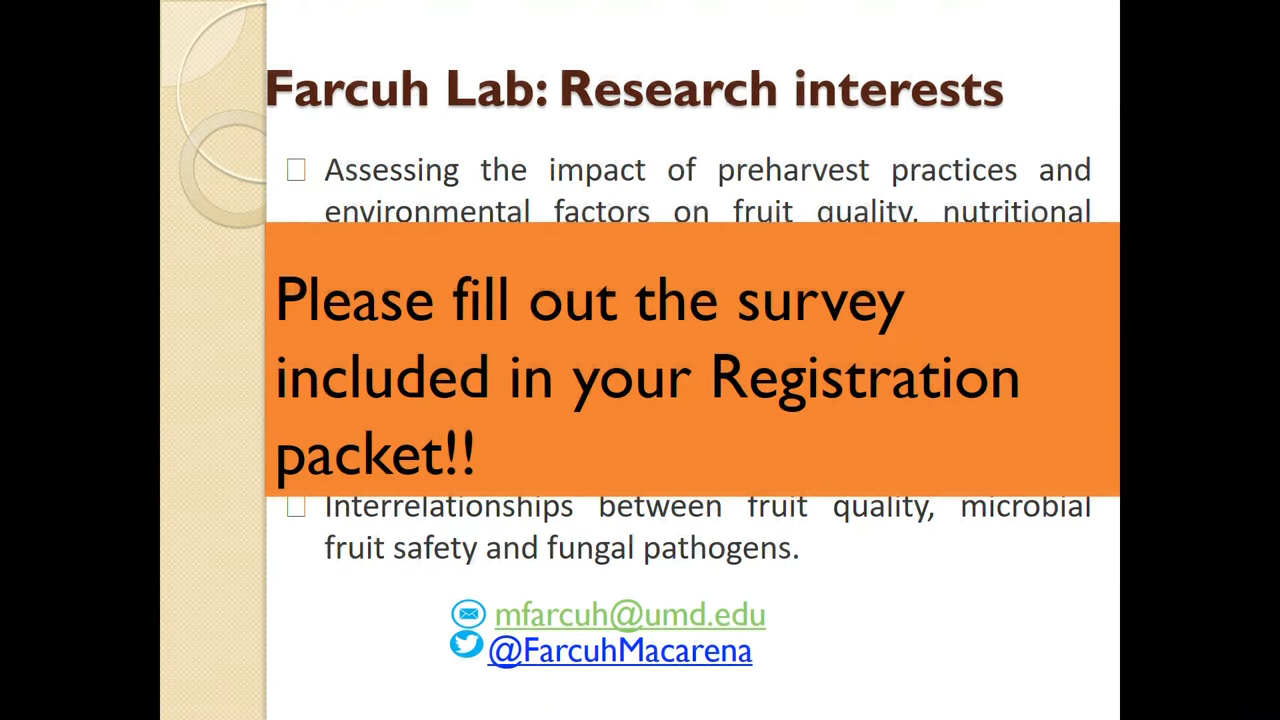 Farcuh Lab: Research interests
Assessing the impact of preharvest practices and
environmental factors on fruit quality, nutritional
Please fill out the survey
included in your Registration
packet!!
Interrelationships between fruit quality, microbial
fruit safety and fungal pathogens.
mfarcuh@umd.edu
@FarcuhMacarena